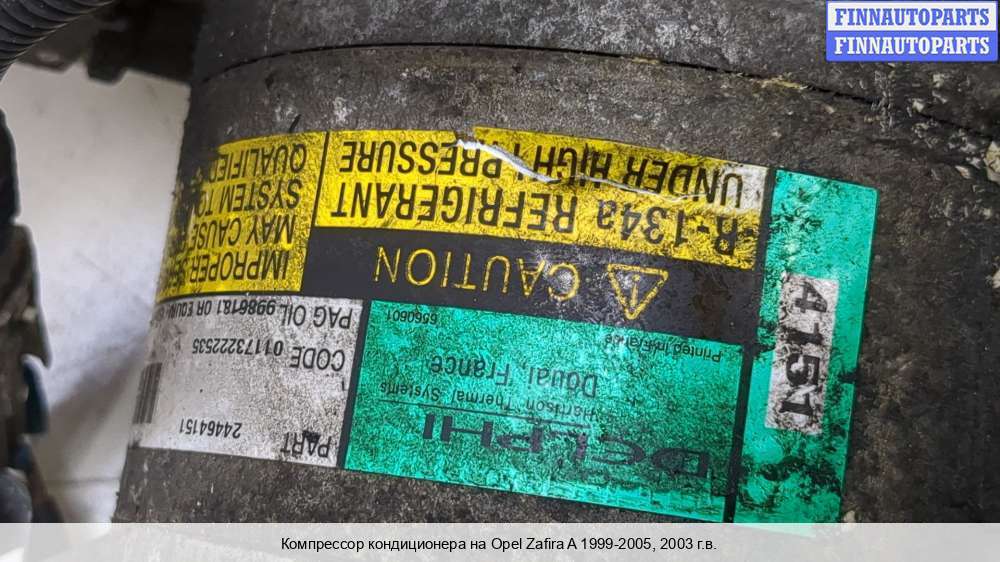 FINNAUTOPARTS
FINNAUTOPARTS
DELPHI
Harrison Thermal Systems
Douai, France
Printed in France
6560601
4151
CAUTION
R-134a REFRIGERANT
UNDER HIGH PRESSURE
PART
24464151
CODE 01173222535
PAG OIL 9986181 OR
IMPROPER
MAY CAUSE
SYSTEM TO
QUALIFIED
Компрессор кондиционера на Opel Zafira A 1999-2005, 2003 г.в.